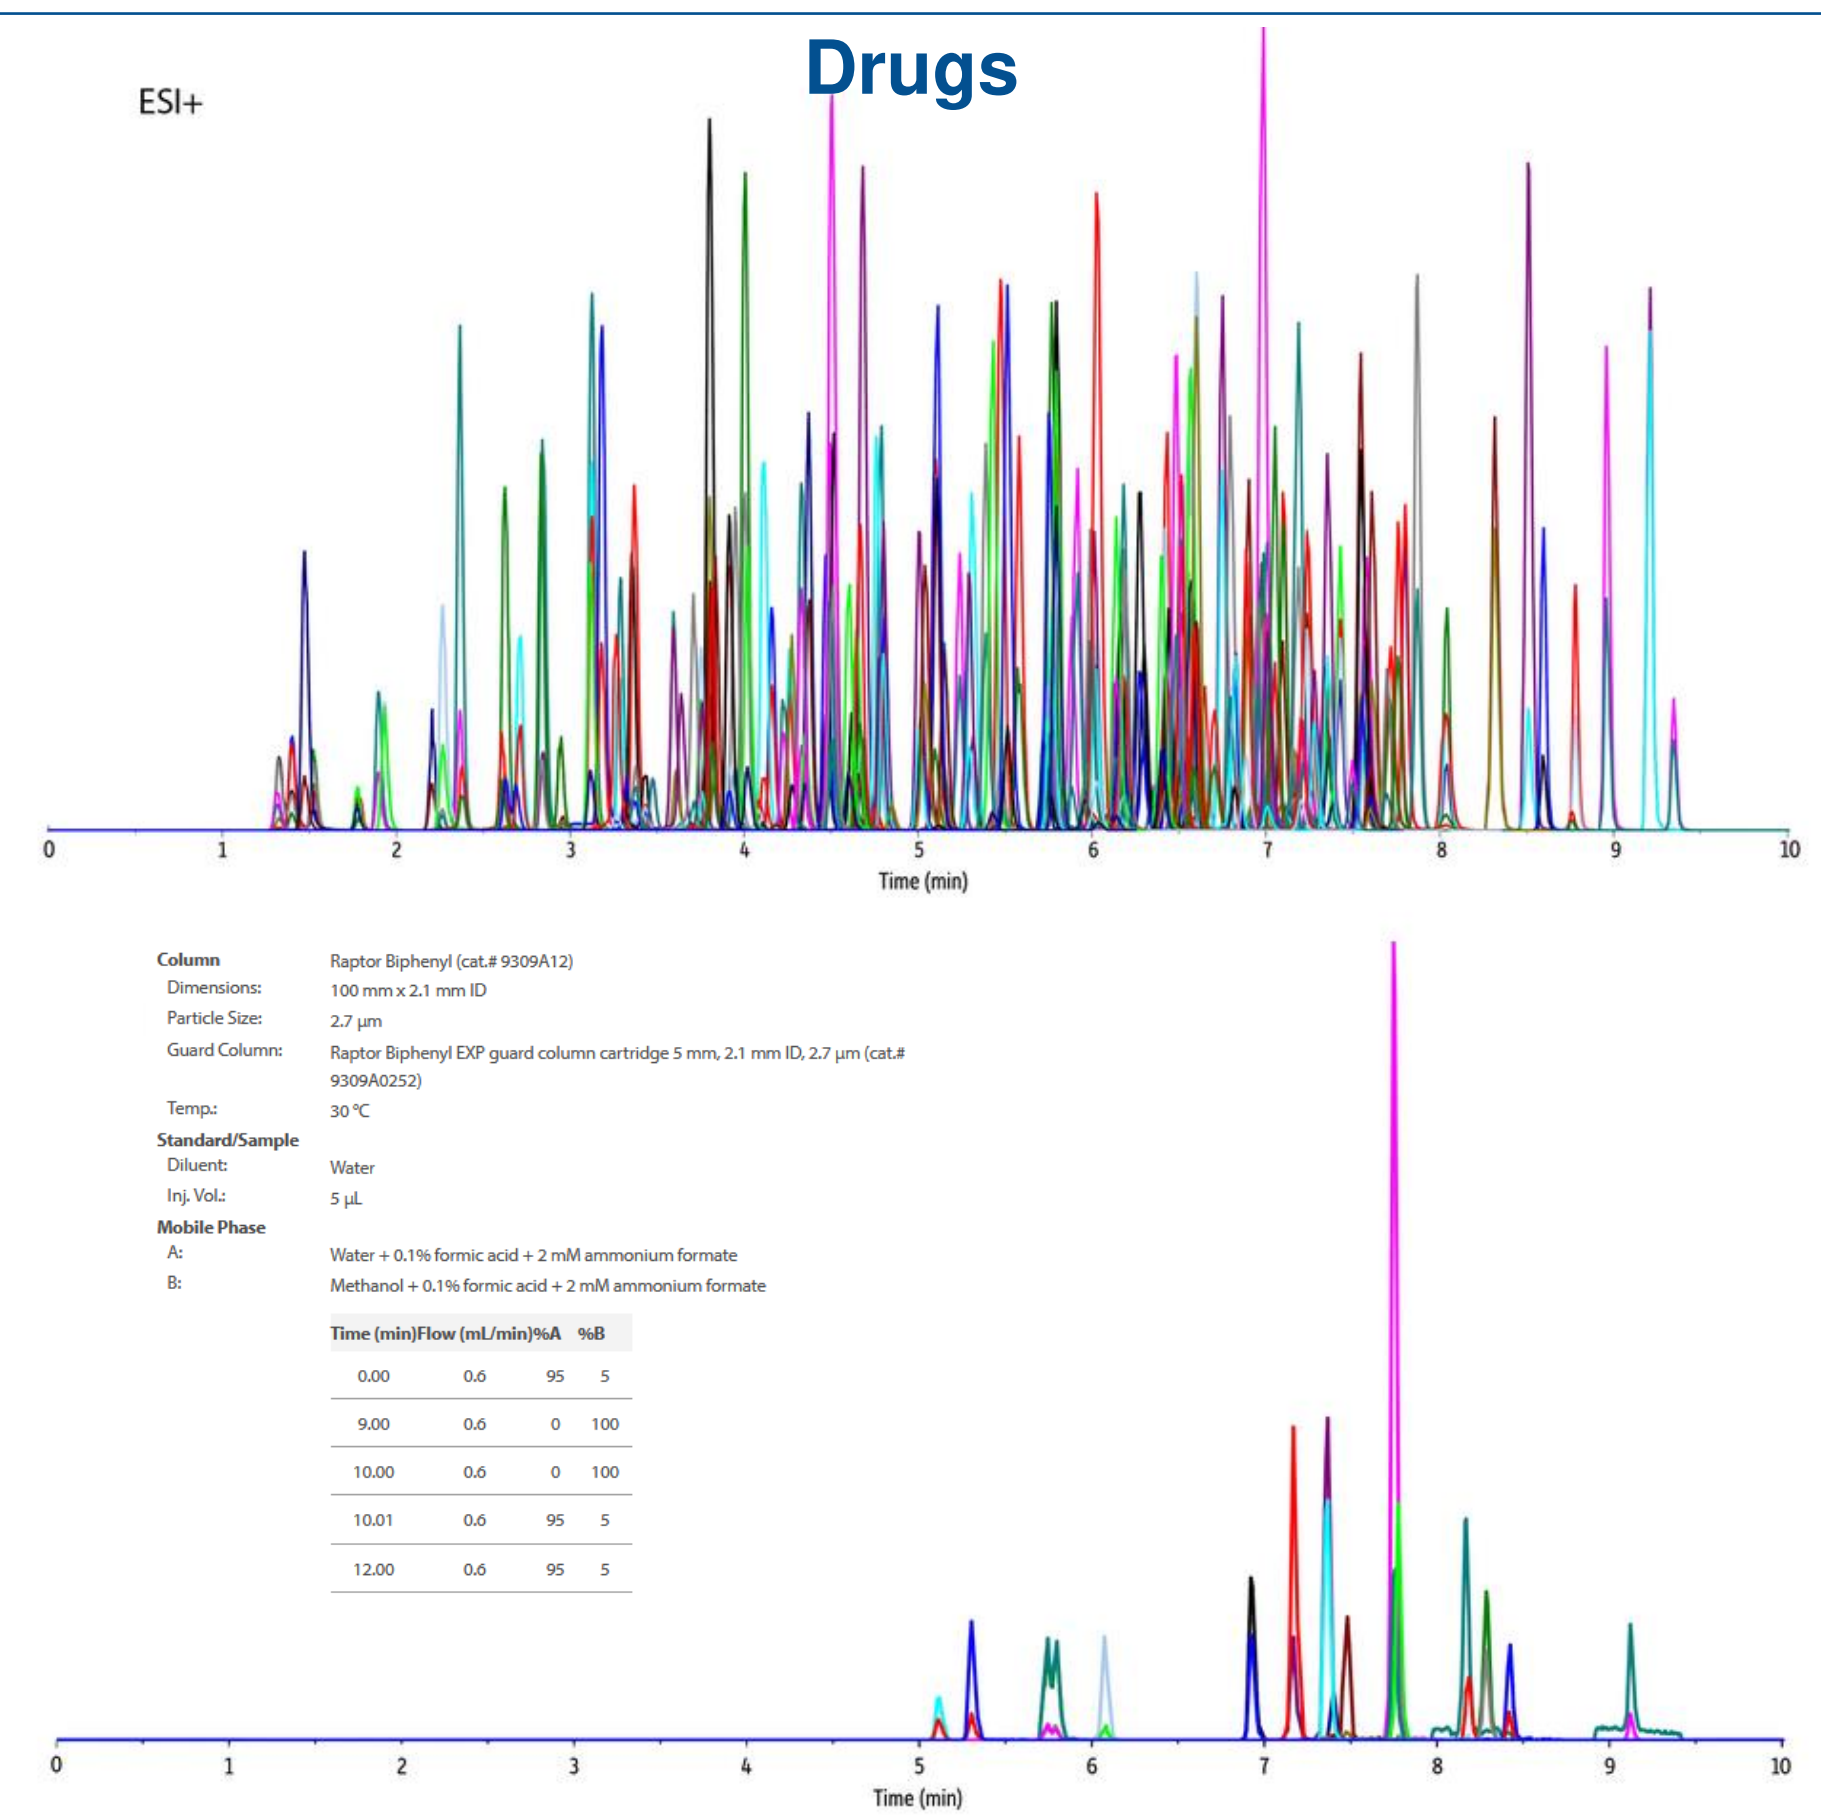 Drugs
ESI+
0 1 2 3 4 5 6 7 8 9 10
Time (min)
Column Raptor Biphenyl (cat.# 9309A12)
Dimensions: 100 mm x 2.1 mm ID
Particle Size: 2.7 µm
Guard Column: Raptor Biphenyl EXP guard column cartridge 5 mm, 2.1 mm ID, 2.7 µm (cat.#
9309A0252)
Temp.: 30 °C
Standard/Sample
Diluent: Water
Inj. Vol.: 5 µL
Mobile Phase
A: Water + 0.1% formic acid + 2 mM ammonium formate
B: Methanol + 0.1% formic acid + 2 mM ammonium formate
Time (min)Flow (mL/min)%A %B
0.00 0.6 95 5
9.00 0.6 0 100
10.00 0.6 0 100
10.01 0.6 95 5
12.00 0.6 95 5
0 1 2 3 4 5 6 7 8 9 10
Time (min)